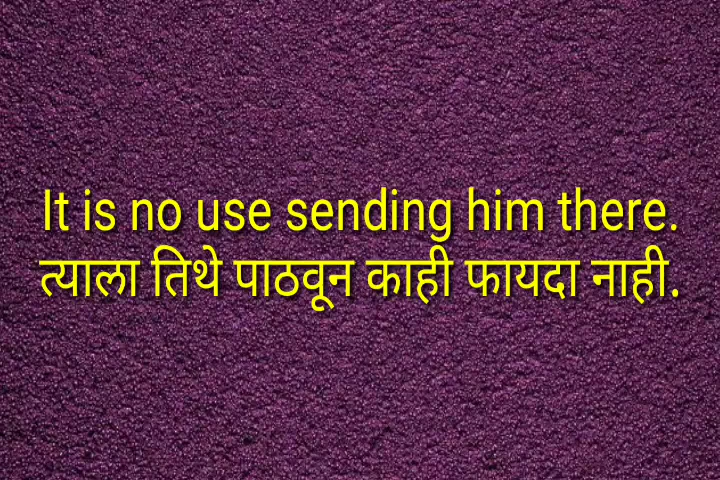 It is no use sending him there.
त्याला तिथे पाठवून काही फायदा नाही.